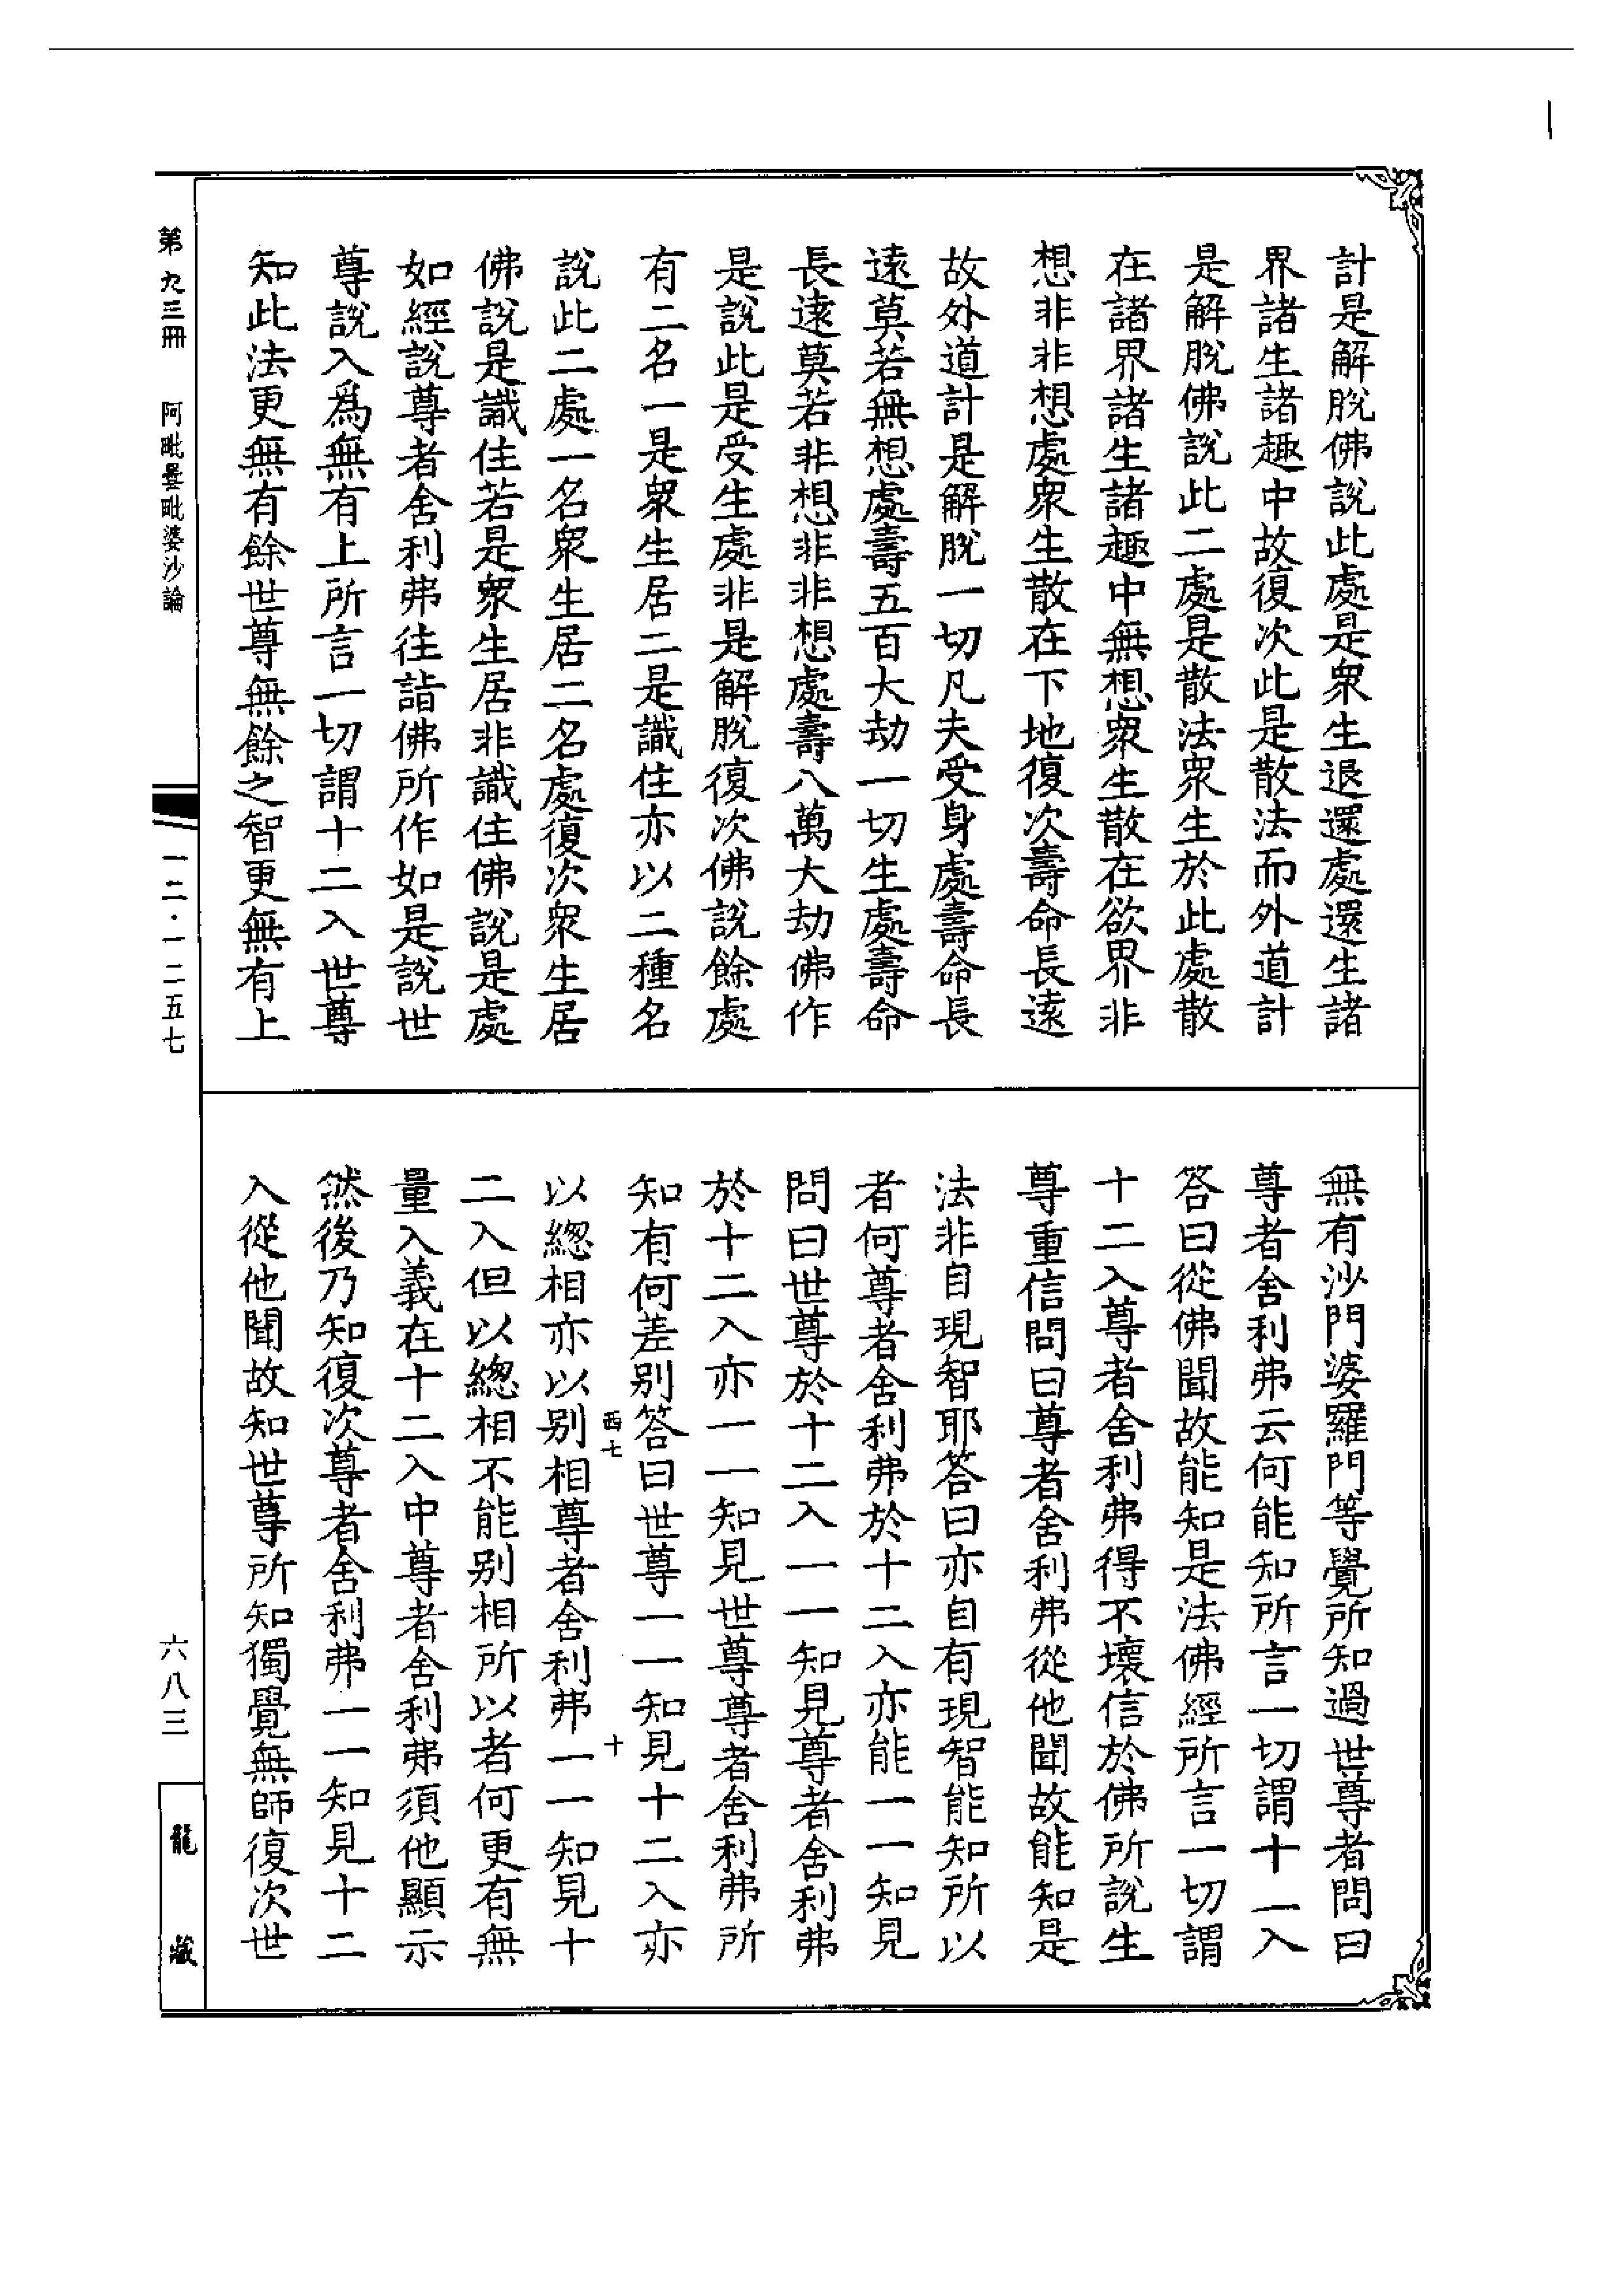 計是解脫佛說此處是衆生退還處還生諸
界諸生諸趣中故復次此是散法而外道計
是解脫佛說此二處是散法衆生於此處散
在諸界諸生諸趣中無想衆生散在欲界非
想非非想處衆生散在下地復次壽命長遠
故外道計是解脫一切凡夫受身處壽命長
遠莫若無想處壽五百大劫一切生處壽命
長遠莫若非想非非想處壽八萬大劫佛作
是說此是受生處非是解脫復次佛說餘處
有二名一是衆生居二是識住亦以二種名
說此二處一名衆生居二名處復次衆生居
佛說是識住若是衆生居非識住佛說是處
如經說尊者舍利弗往詣佛所作如是說世
尊說入爲無有上所言一切謂十二入世尊
知此法更無有餘世尊無餘之智更無有上
無有沙門婆羅門等覺所知過世尊者問曰
尊者舍利弗云何能知所言一切謂十二入
答曰從佛聞故能知是法佛經所言一切謂
十二入尊者舍利弗得不壞信於佛所說生
尊重信問曰尊者舍利弗從他聞故能知是
法非自現智耶答曰亦自有現智能知所以
者何尊者舍利弗於十二入亦能一一知見
問曰世尊於十二入一一知見尊者舍利弗
於十二入亦一一知見世尊尊者舍利弗所
知有何差別答曰世尊一一知見十二入亦
西七 十
以緫相亦以別相尊者舍利弗一一知見十
二入但以緫相不能別相所以者何更有無
量入義在十二入中尊者舍利弗須他顯示
然後乃知復次尊者舍利弗一一知見十二
入從他聞故知世尊所知獨覺無師復次世
第九三冊 阿毗曇毗婆沙論
一二·一二五七
六八三
龍藏